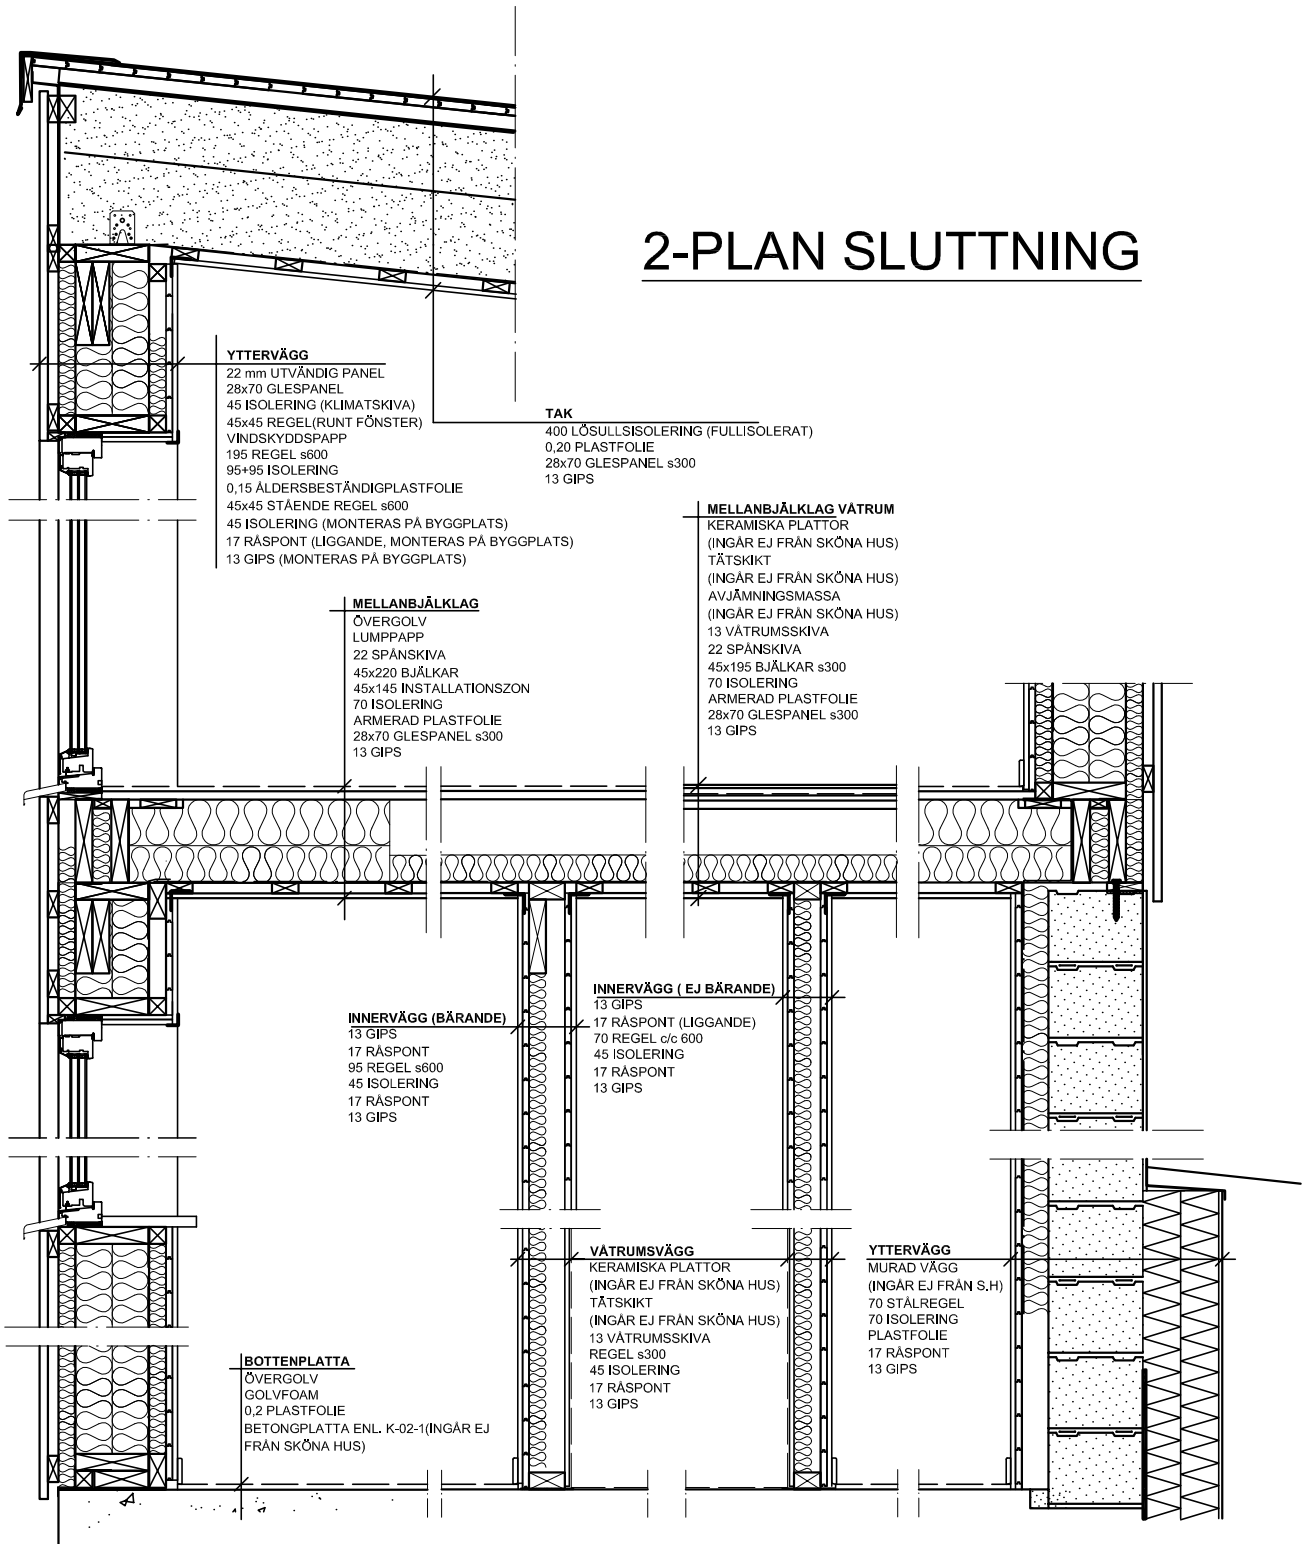 2-PLAN SLUTTNING
YTTERVÄGG
22 mm UTVÄNDIG PANEL
28x70 GLESPANEL
45 ISOLERING (KLIMATSKIVA)
45x45 REGEL(RUNT FÖNSTER)
VINDSKYDDSPAPP
195 REGEL s600
95+95 ISOLERING
0,15 ÅLDERSBESTÄNDIGPLASTFOLIE
45x45 STÅENDE REGEL s600
45 ISOLERING (MONTERAS PÅ BYGGPLATS)
17 RÅSPONT (LIGGANDE, MONTERAS PÅ BYGGPLATS)
13 GIPS (MONTERAS PÅ BYGGPLATS)
TAK
400 LÖSULLSISOLERING (FULLISOLERAT)
0,20 PLASTFOLIE
28x70 GLESPANEL s300
13 GIPS
MELLANBJÄLKLAG VÅTRUM
KERAMISKA PLATTOR
(INGÅR EJ FRÅN SKÖNA HUS)
TÄTSKIKT
(INGÅR EJ FRÅN SKÖNA HUS)
AVJÄMNINGSMASSA
(INGÅR EJ FRÅN SKÖNA HUS)
13 VÅTRUMSSKIVA
22 SPÅNSKIVA
45x195 BJÄLKAR s300
70 ISOLERING
ARMERAD PLASTFOLIE
28x70 GLESPANEL s300
13 GIPS
MELLANBJÄLKLAG
ÖVERGOLV
LUMPPAPP
22 SPÅNSKIVA
45x220 BJÄLKAR
45x145 INSTALLATIONSZON
70 ISOLERING
ARMERAD PLASTFOLIE
28x70 GLESPANEL s300
13 GIPS
INNERVÄGG (BÄRANDE)
13 GIPS
17 RÅSPONT
95 REGEL s600
45 ISOLERING
17 RÅSPONT
13 GIPS
INNERVÄGG ( EJ BÄRANDE)
13 GIPS
17 RÅSPONT (LIGGANDE)
70 REGEL c/c 600
45 ISOLERING
17 RÅSPONT
13 GIPS
VÅTRUMSVÄGG
KERAMISKA PLATTOR
(INGÅR EJ FRÅN SKÖNA HUS)
TÄTSKIKT
(INGÅR EJ FRÅN SKÖNA HUS)
13 VÅTRUMSSKIVA
REGEL s300
45 ISOLERING
17 RÅSPONT
13 GIPS
YTTERVÄGG
MURAD VÄGG
(INGÅR EJ FRÅN S.H)
70 STÅLREGEL
70 ISOLERING
PLASTFOLIE
17 RÅSPONT
13 GIPS
BOTTENPLATTA
ÖVERGOLV
GOLVFOAM
0,2 PLASTFOLIE
BETONGPLATTA ENL. K-02-1(INGÅR EJ
FRÅN SKÖNA HUS)